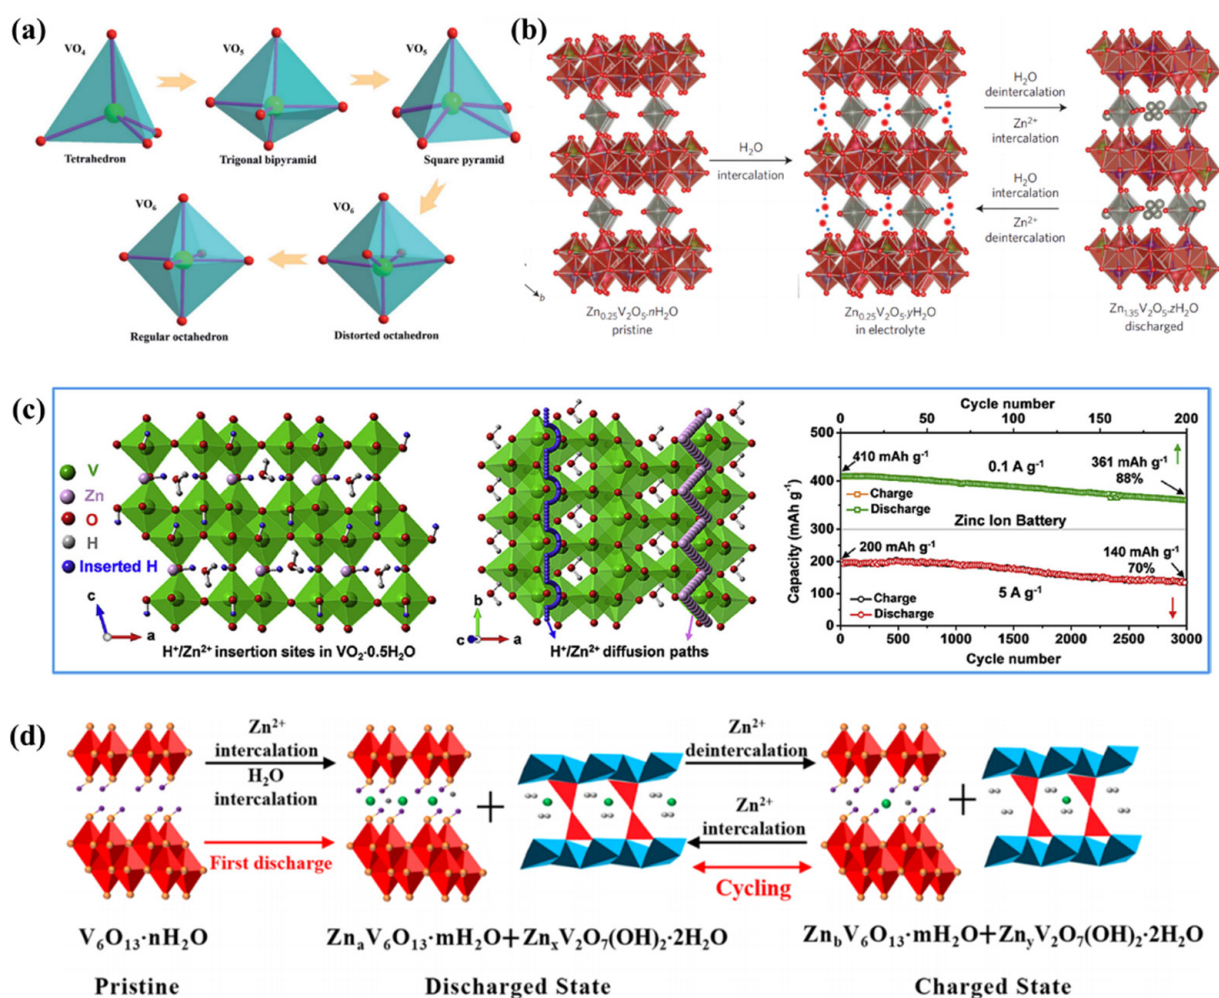 (a)
VO4
VO5
VO5
Tetrahedron
Trigonal bipyramid
Square pyramid
VO6
VO6
Regular octahedron
Distorted octahedron
(b)
H2O
intercalation
H2O
deintercalation
Zn2+
intercalation
H2O
intercalation
Zn2+
deintercalation
b
Zn0.25V2O5·nH2O
pristine
Zn0.25V2O5·yH2O
in electrolyte
Zn1.35V2O5·zH2O
discharged
(c)
V
Zn
O
H
Inserted H
c
a
H+/Zn2+ insertion sites in VO2·0.5H2O
b
c
a
H+/Zn2+ diffusion paths
Cycle number
0 50 100 150 200
500
400
300
200
100
0
Capacity (mAh g-1)
410 mAh g-1
0.1 A g-1
361 mAh g-1
88%
Charge
Discharge
Zinc Ion Battery
200 mAh g-1
140 mAh g-1
70%
Charge
Discharge
5 A g-1
0 500 1000 1500 2000 2500 3000
Cycle number
(d)
Zn2+
intercalation
H2O
intercalation
First discharge
+
Zn2+
deintercalation
Zn2+
intercalation
Cycling
+
V6O13·nH2O
ZnaV6O13·mH2O+ZnxV2O7(OH)2·2H2O
ZnbV6O13·mH2O+ZnyV2O7(OH)2·2H2O
Pristine
Discharged State
Charged State